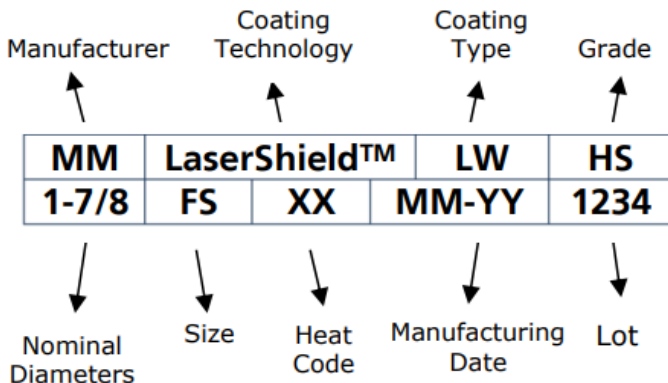 Manufacturer
Coating
Technology
Coating
Type
Grade
MM LaserShield™ LW HS
1-7/8 FS XX MM-YY 1234
Nominal
Diameters
Size
Heat
Code
Manufacturing
Date
Lot